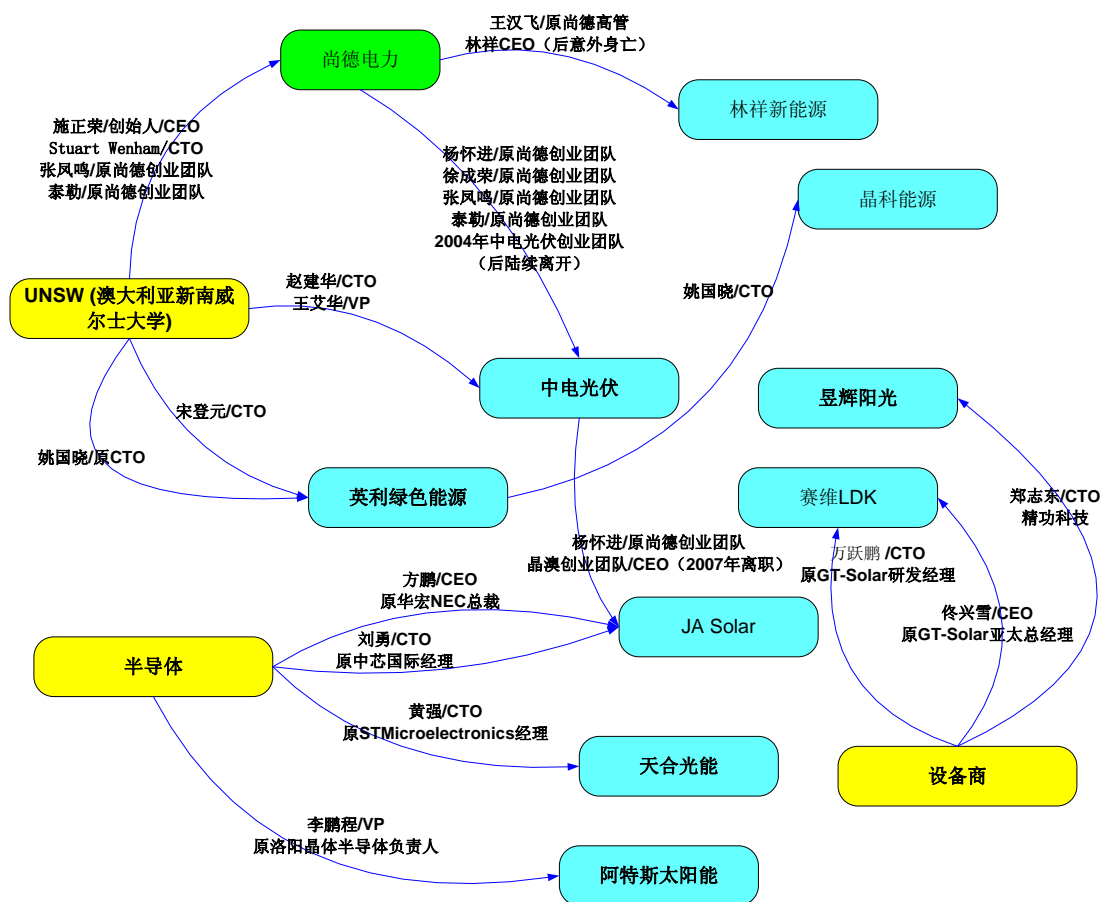 王汉飞/原尚德高管
林祥CEO（后意外身亡）
尚德电力
林祥新能源
施正荣/创始人/CEO
Stuart Wenham/CTO
张凤鸣/原尚德创业团队
泰勒/原尚德创业团队
杨怀进/原尚德创业团队
徐成荣/原尚德创业团队
张凤鸣/原尚德创业团队
泰勒/原尚德创业团队
2004年中电光伏创业团队
（后陆续离开）
晶科能源
UNSW (澳大利亚新南威
尔士大学)
赵建华/CTO
王艾华/VP
姚国晓/CTO
中电光伏
昱辉阳光
宋登元/CTO
姚国晓/原CTO
英利绿色能源
赛维LDK
郑志东/CTO
精功科技
杨怀进/原尚德创业团队
晶澳创业团队/CEO（2007年离职）
万跃鹏 /CTO
原GT-Solar研发经理
方鹏/CEO
原华宏NEC总裁
佟兴雪/CEO
原GT-Solar亚太总经理
JA Solar
刘勇/CTO
原中芯国际经理
半导体
黄强/CTO
原STMicroelectronics经理
天合光能
设备商
李鹏程/VP
原洛阳晶体半导体负责人
阿特斯太阳能